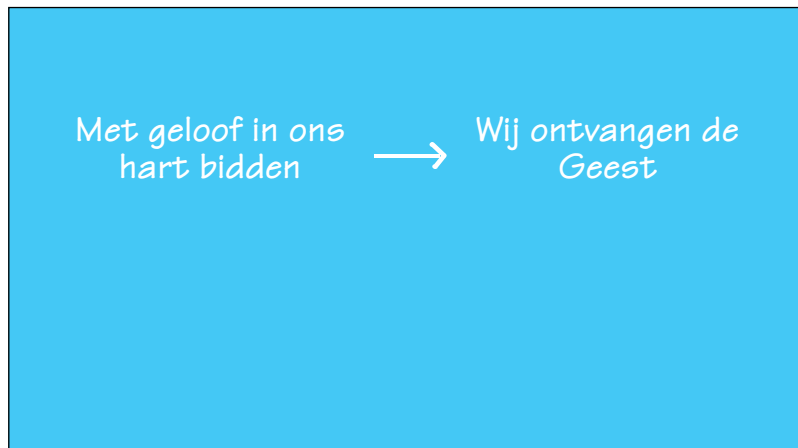 Met geloof in ons
hart bidden
Wij ontvangen de
Geest